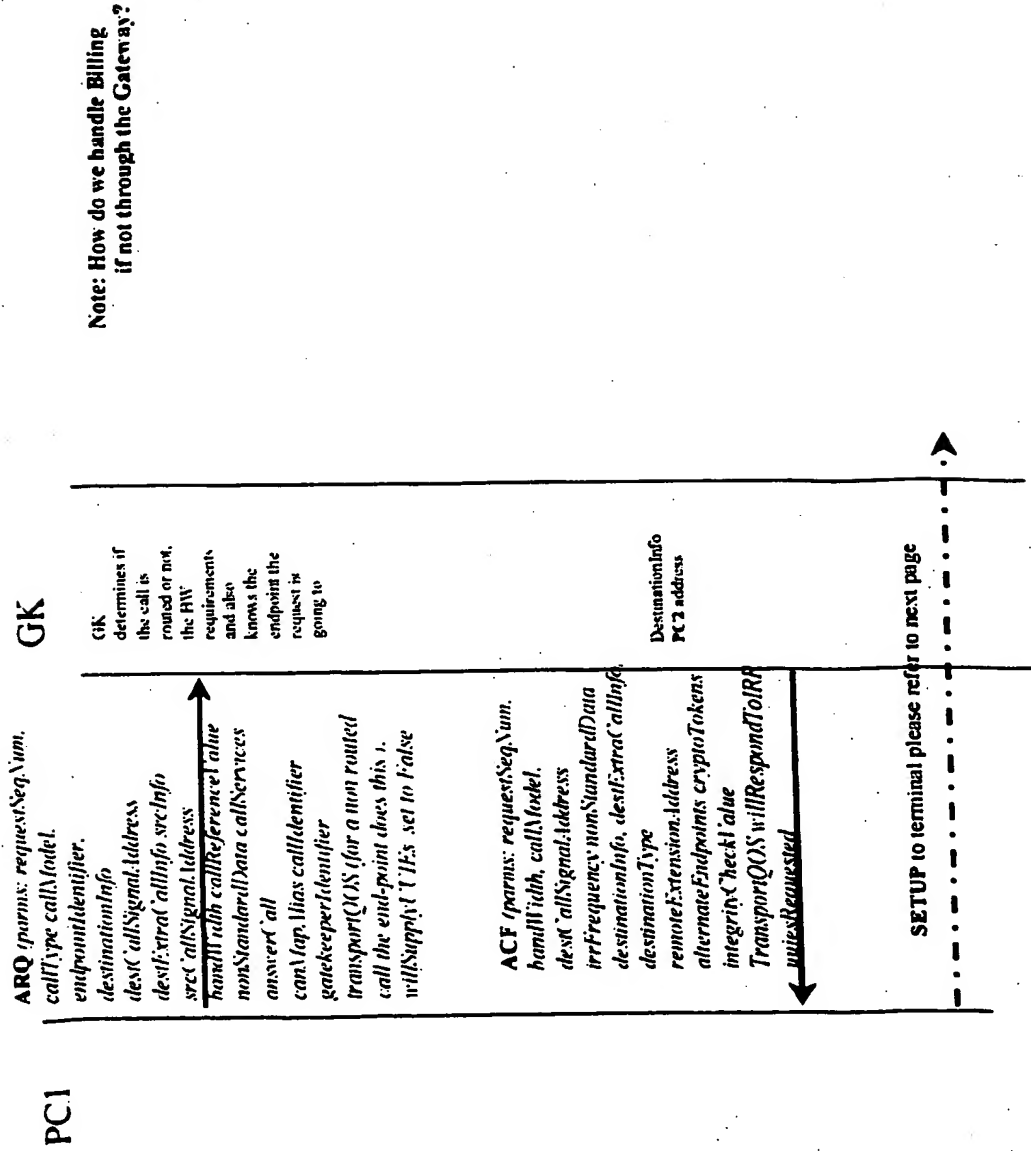 PC1
GK
Note: How do we handle Billing
if not through the Gateway?
ARQ (parms: requestSeqNum,
callType callModel,
endpointIdentifier,
destinationInfo
destCallSignalAddress
destExtraCallInfo srcInfo
srcCallSignalAddress
bandWidth callReferenceValue
nonStandardData callServices
answerCall
canMapAlias callIdentifier
gatekeeperIdentifier
transportQOS (for a non routed
call the end-point does this ),
willSupplyUUIEs set to False
GK
determines if
the call is
routed or not,
the BW
requirements
and also
knows the
endpoint the
request is
going to
ACF (parms: requestSeqNum,
bandWidth, callModel,
destCallSignalAddress
irrFrequency nonStandardData
destinationInfo, destExtraCallInfo,
destinationType
remoteExtensionAddress
alternateEndpoints cryptoTokens
integrityCheckValue
TransportQOS willRespondToIRR
uuiesRequested
DestinationInfo
PC2 address
SETUP to terminal please refer to next page